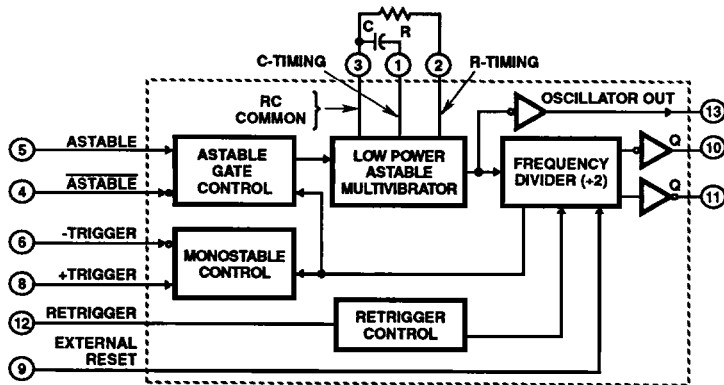 C
R
3
1
2
C-TIMING
R-TIMING
RC
COMMON
OSCILLATOR OUT
13
5
ASTABLE
ASTABLE
GATE
CONTROL
LOW POWER
ASTABLE
MULTIVIBRATOR
FREQUENCY
DIVIDER (÷2)
Q
10
4
ASTABLE
Q
11
6
-TRIGGER
MONOSTABLE
CONTROL
8
+TRIGGER
12
RETRIGGER
RETRIGGER
CONTROL
EXTERNAL
RESET
9